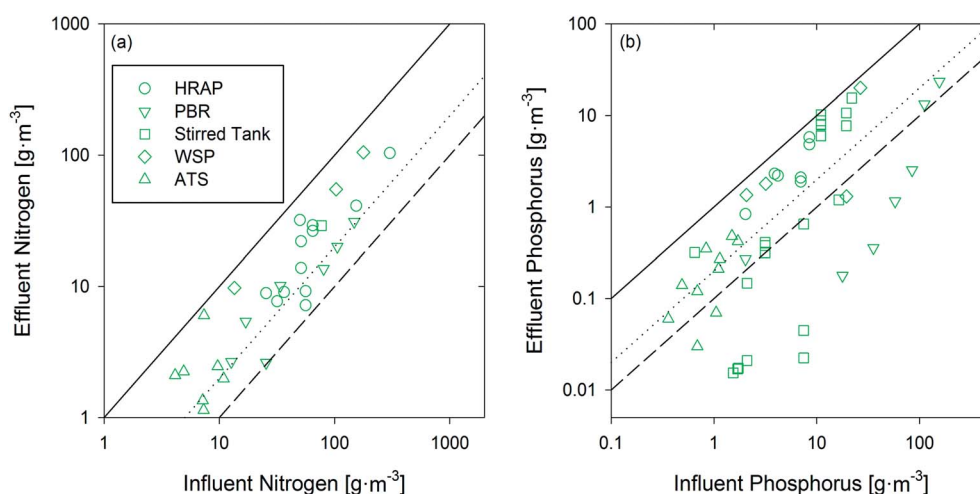 (a)
Effluent Nitrogen [g·m-3]
1000
100
10
1
HRAP
PBR
Stirred Tank
WSP
ATS
1 10 100 1000
Influent Nitrogen [g·m-3]
(b)
Effluent Phosphorus [g·m-3]
100
10
1
0.1
0.01
0.1 1 10 100
Influent Phosphorus [g·m-3]